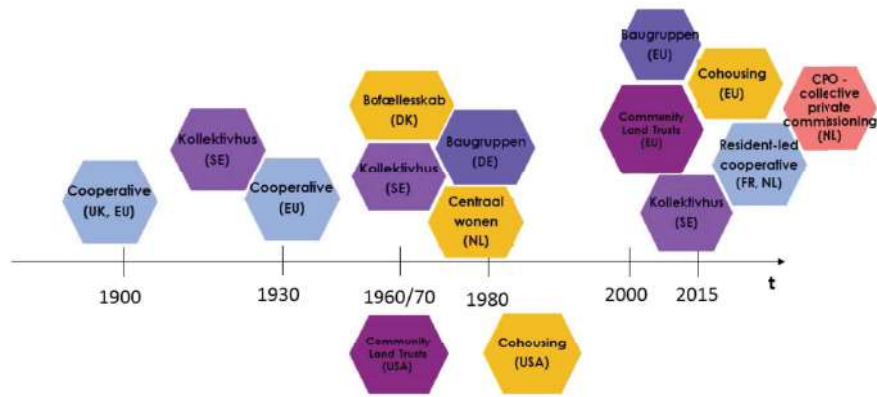 Baugruppen
(EU)
Cohousing
(EU)
CPO -
collective
private
commissioning
(NL)
Bofællesskab
(DK)
Community
Land Trusts
(EU)
Kollektivhus
(SE)
Baugruppen
(DE)
Resident-led
cooperative
(FR, NL)
Kollektivhus
(SE)
Cooperative
(UK, EU)
Cooperative
(EU)
Centraal
wonen
(NL)
Kollektivhus
(SE)
1900
1930
1960/70
1980
2000
2015
t
Community
Land Trusts
(USA)
Cohousing
(USA)